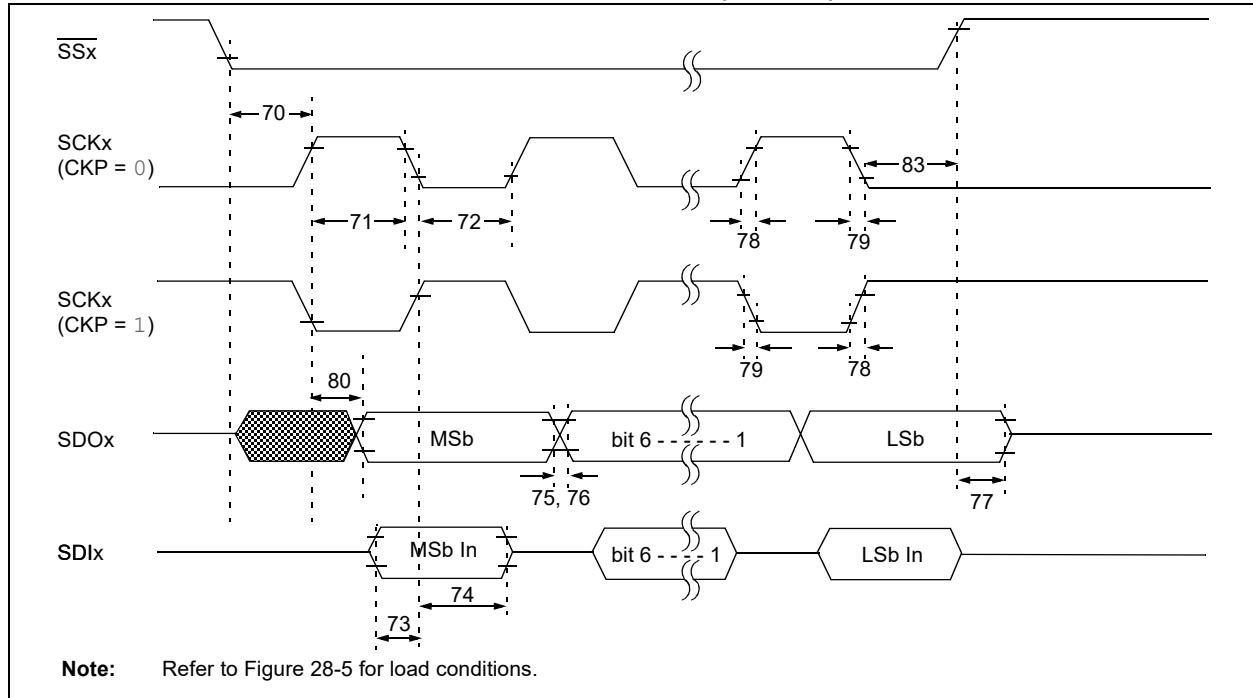 SSx
70
SCKx
(CKP = 0)
83
71
72
78
79
SCKx
(CKP = 1)
79
78
80
SDOx
MSb
bit 6 - - - - - - 1
LSb
75, 76
77
SDIx
MSb In
bit 6 - - - - 1
LSb In
74
73
Note: Refer to Figure 28-5 for load conditions.